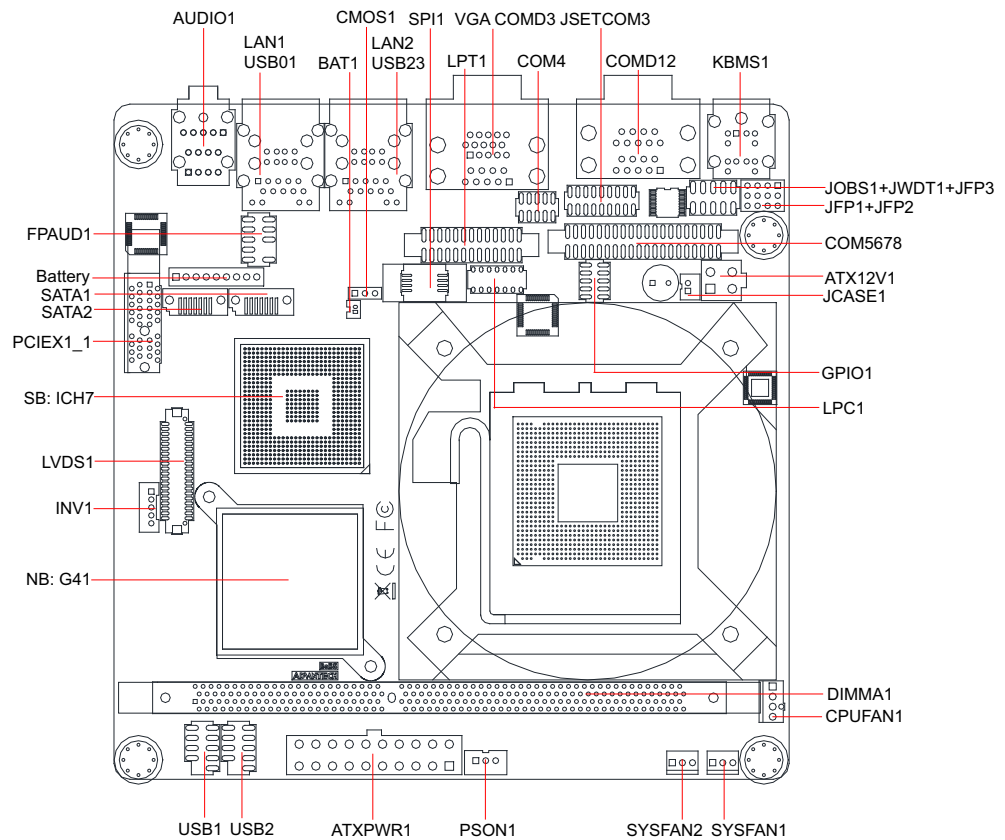 AUDIO1
CMOS1 SPI1 VGA COMD3 JSETCOM3
LAN1
USB01
BAT1
LAN2
USB23
LPT1
COM4
COMD12
KBMS1
JOBS1+JWDT1+JFP3
JFP1+JFP2
FPAUD1
COM5678
Battery
ATX12V1
SATA1
JCASE1
SATA2
PCIEX1_1
GPIO1
SB: ICH7
LPC1
LVDS1
INV1
FC CE
NB: G41
DIMMA1
CPUFAN1
USB1 USB2
ATXPWR1
PSON1
SYSFAN2 SYSFAN1